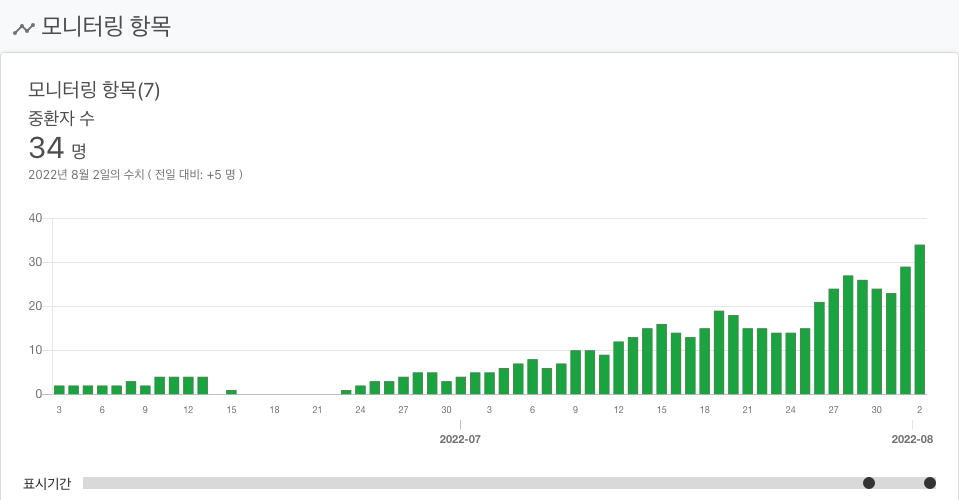 모니터링 항목
모니터링 항목(7)
중환자 수
34 명
2022년 8월 2일의 수치 ( 전일 대비: +5 명 )
40
30
20
10
0
3 6 9 12 15 18 21 24 27 30 3 6 9 12 15 18 21 24 27 30 2
2022-07 2022-08
표시기간